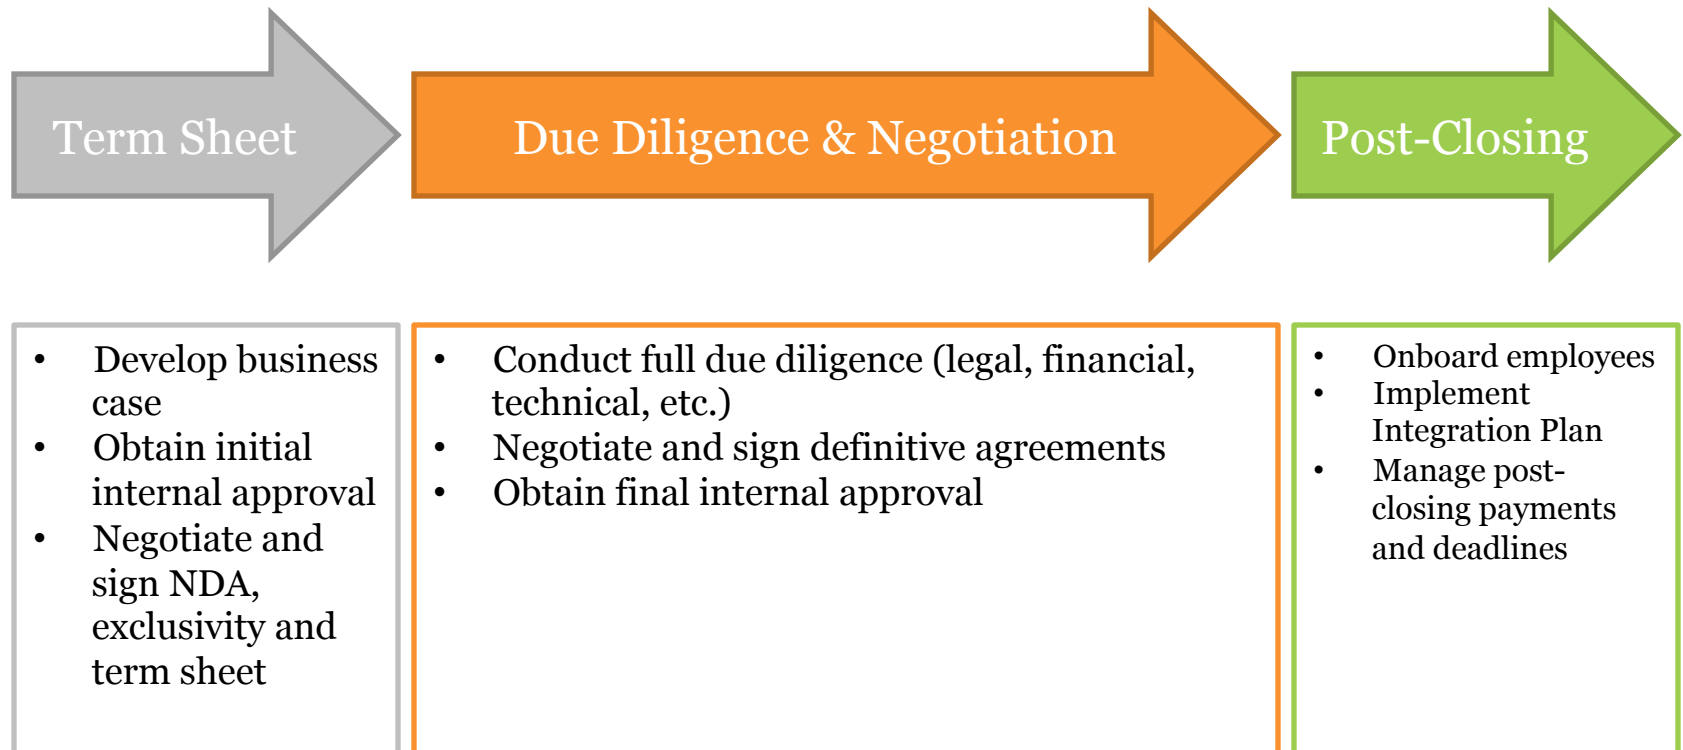 Term Sheet
Due Diligence & Negotiation
Post-Closing
• Develop business
case
• Obtain initial
internal approval
• Negotiate and
sign NDA,
exclusivity and
term sheet
• Conduct full due diligence (legal, financial,
technical, etc.)
• Negotiate and sign definitive agreements
• Obtain final internal approval
• Onboard employees
• Implement
Integration Plan
• Manage post-
closing payments
and deadlines